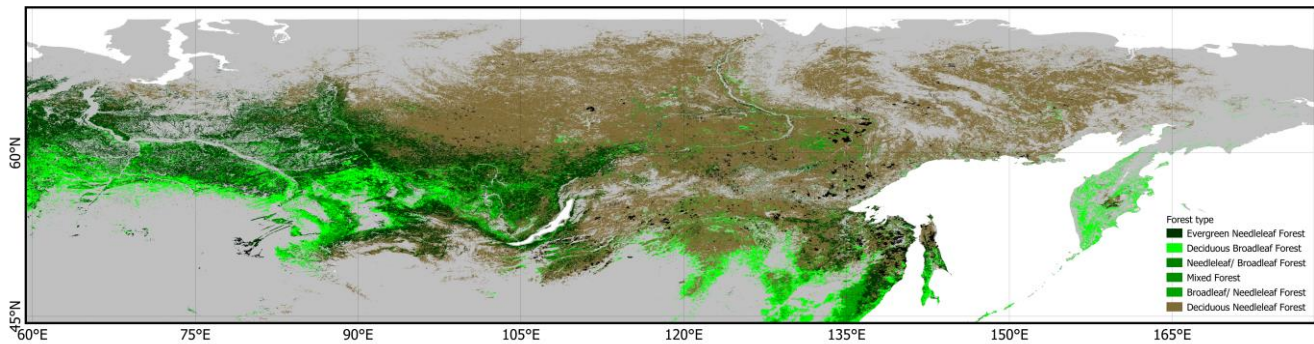 60°N
Forest type
Evergreen Needleleaf Forest
Deciduous Broadleaf Forest
Needleleaf/ Broadleaf Forest
Mixed Forest
Broadleaf/ Needleleaf Forest
Deciduous Needleleaf Forest
45°N
60°E 75°E 90°E 105°E 120°E 135°E 150°E 165°E